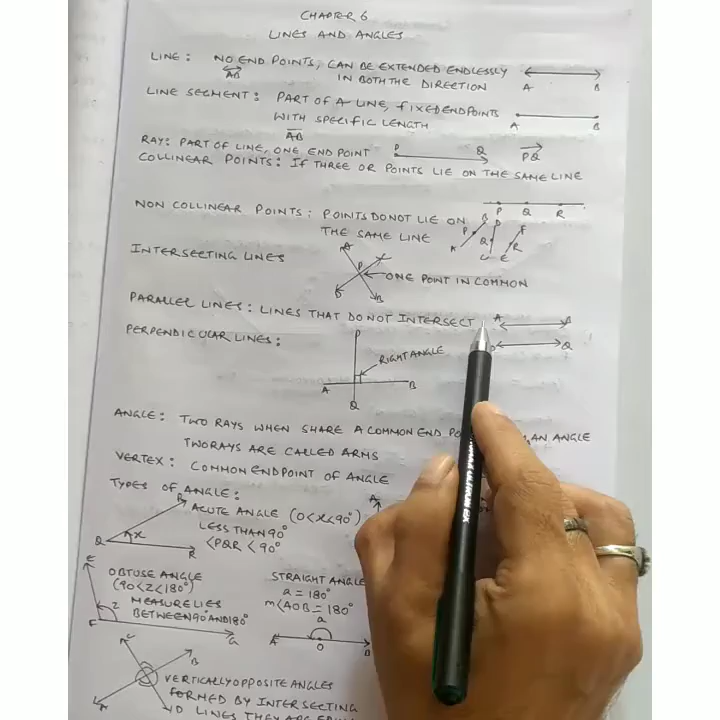 CHAPTER 6
LINES AND ANGLES
LINE: NO END POINTS, CAN BE EXTENDED ENDLESSLY
AB IN BOTH THE DIRECTION
A B
LINE SEGMENT: PART OF A LINE, FIXED END POINTS
WITH SPECIFIC LENGTH
A B
AB
RAY: PART OF LINE, ONE END POINT P Q PQ
COLLINEAR POINTS: IF THREE OR POINTS LIE ON THE SAME LINE
P Q R
NON COLLINEAR POINTS: POINTS DO NOT LIE ON
THE SAME LINE
A P B C Q D E R F
INTERSECTING LINES
A C P D B
ONE POINT IN COMMON
PARALLEL LINES: LINES THAT DO NOT INTERSECT A B
PERPENDICULAR LINES: P Q
RIGHT ANGLE
A B
Q
ANGLE: TWO RAYS WHEN SHARE A COMMON END AN ANGLE
TWO RAYS ARE CALLED ARMS
VERTEX: COMMON ENDPOINT OF ANGLE
TYPES OF ANGLE:
P ACUTE ANGLE (0<x<90°) A
LESS THAN 90°
Q x R <PQR < 90°
E
OBTUSE ANGLE STRAIGHT ANGLE
(90<Z<180°) a = 180°
Z MEASURE LIES m<AOB = 180°
BETWEEN 90° AND 180° a
F G A O B
C B
VERTICALLY OPPOSITE ANGLES
FORMED BY INTERSECTING
A D LINES THEY ARE